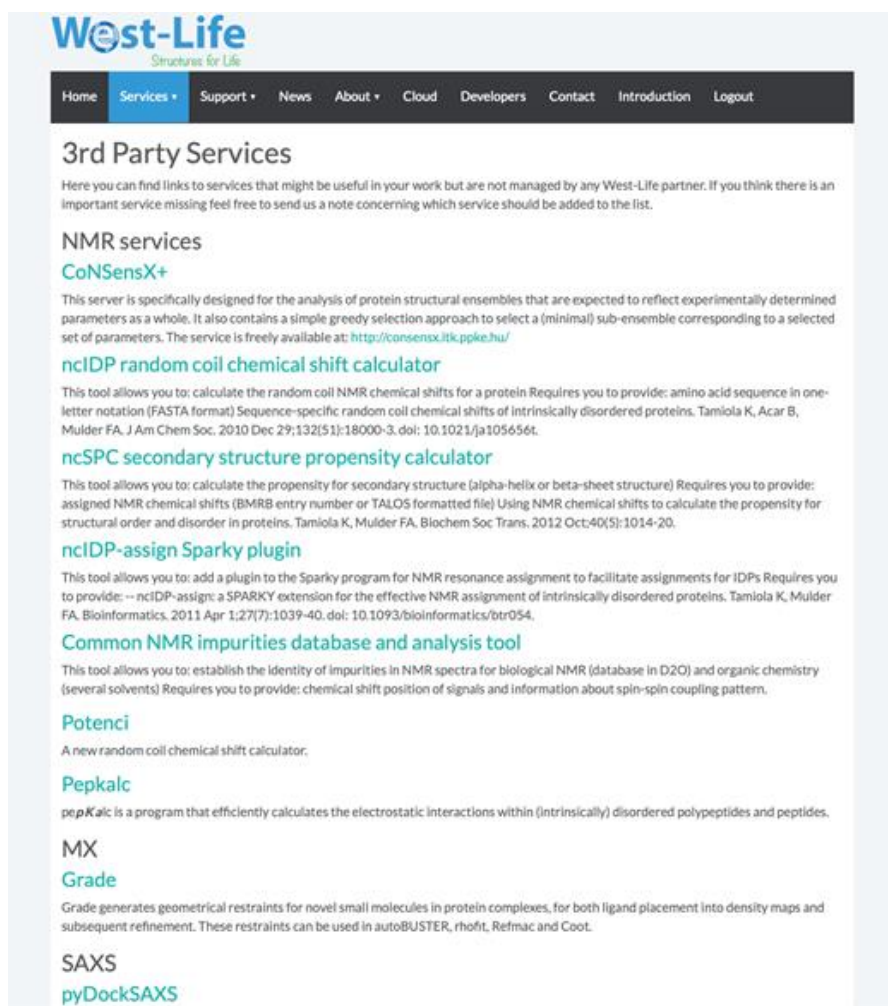 West-Life
Structures for Life
Home Services Support News About Cloud Developers Contact Introduction Logout
3rd Party Services
Here you can find links to services that might be useful in your work but are not managed by any West-Life partner. If you think there is an
important service missing feel free to send us a note concerning which service should be added to the list.
NMR services
CoNSensX+
This server is specifically designed for the analysis of protein structural ensembles that are expected to reflect experimentally determined
parameters as a whole. It also contains a simple greedy selection approach to select a (minimal) sub-ensemble corresponding to a selected
set of parameters. The service is freely available at: http://consensx.itk.ppke.hu/
ncIDP random coil chemical shift calculator
This tool allows you to: calculate the random coil NMR chemical shifts for a protein Requires you to provide: amino acid sequence in one-
letter notation (FASTA format) Sequence-specific random coil chemical shifts of intrinsically disordered proteins. Tamiola K, Acar B,
Mulder FA. J Am Chem Soc. 2010 Dec 29;132(51):18000-3. doi: 10.1021/ja105656t.
ncSPC secondary structure propensity calculator
This tool allows you to: calculate the propensity for secondary structure (alpha-helix or beta-sheet structure) Requires you to provide:
assigned NMR chemical shifts (BMRB entry number or TALOS formatted file) Using NMR chemical shifts to calculate the propensity for
structural order and disorder in proteins. Tamiola K, Mulder FA. Biochem Soc Trans. 2012 Oct;40(5):1014-20.
ncIDP-assign Sparky plugin
This tool allows you to: add a plugin to the Sparky program for NMR resonance assignment to facilitate assignments for IDPs Requires you
to provide: -- ncIDP-assign: a SPARKY extension for the effective NMR assignment of intrinsically disordered proteins. Tamiola K, Mulder
FA. Bioinformatics. 2011 Apr 1;27(7):1039-40. doi: 10.1093/bioinformatics/btr054.
Common NMR impurities database and analysis tool
This tool allows you to: establish the identity of impurities in NMR spectra for biological NMR (database in D2O) and organic chemistry
(several solvents) Requires you to provide: chemical shift position of signals and information about spin-spin coupling pattern.
Potenci
A new random coil chemical shift calculator.
Pepkalc
pepKalc is a program that efficiently calculates the electrostatic interactions within (intrinsically) disordered polypeptides and peptides.
MX
Grade
Grade generates geometrical restraints for novel small molecules in protein complexes, for both ligand placement into density maps and
subsequent refinement. These restraints can be used in autoBUSTER, rhofit, Refmac and Coot.
SAXS
pyDockSAXS